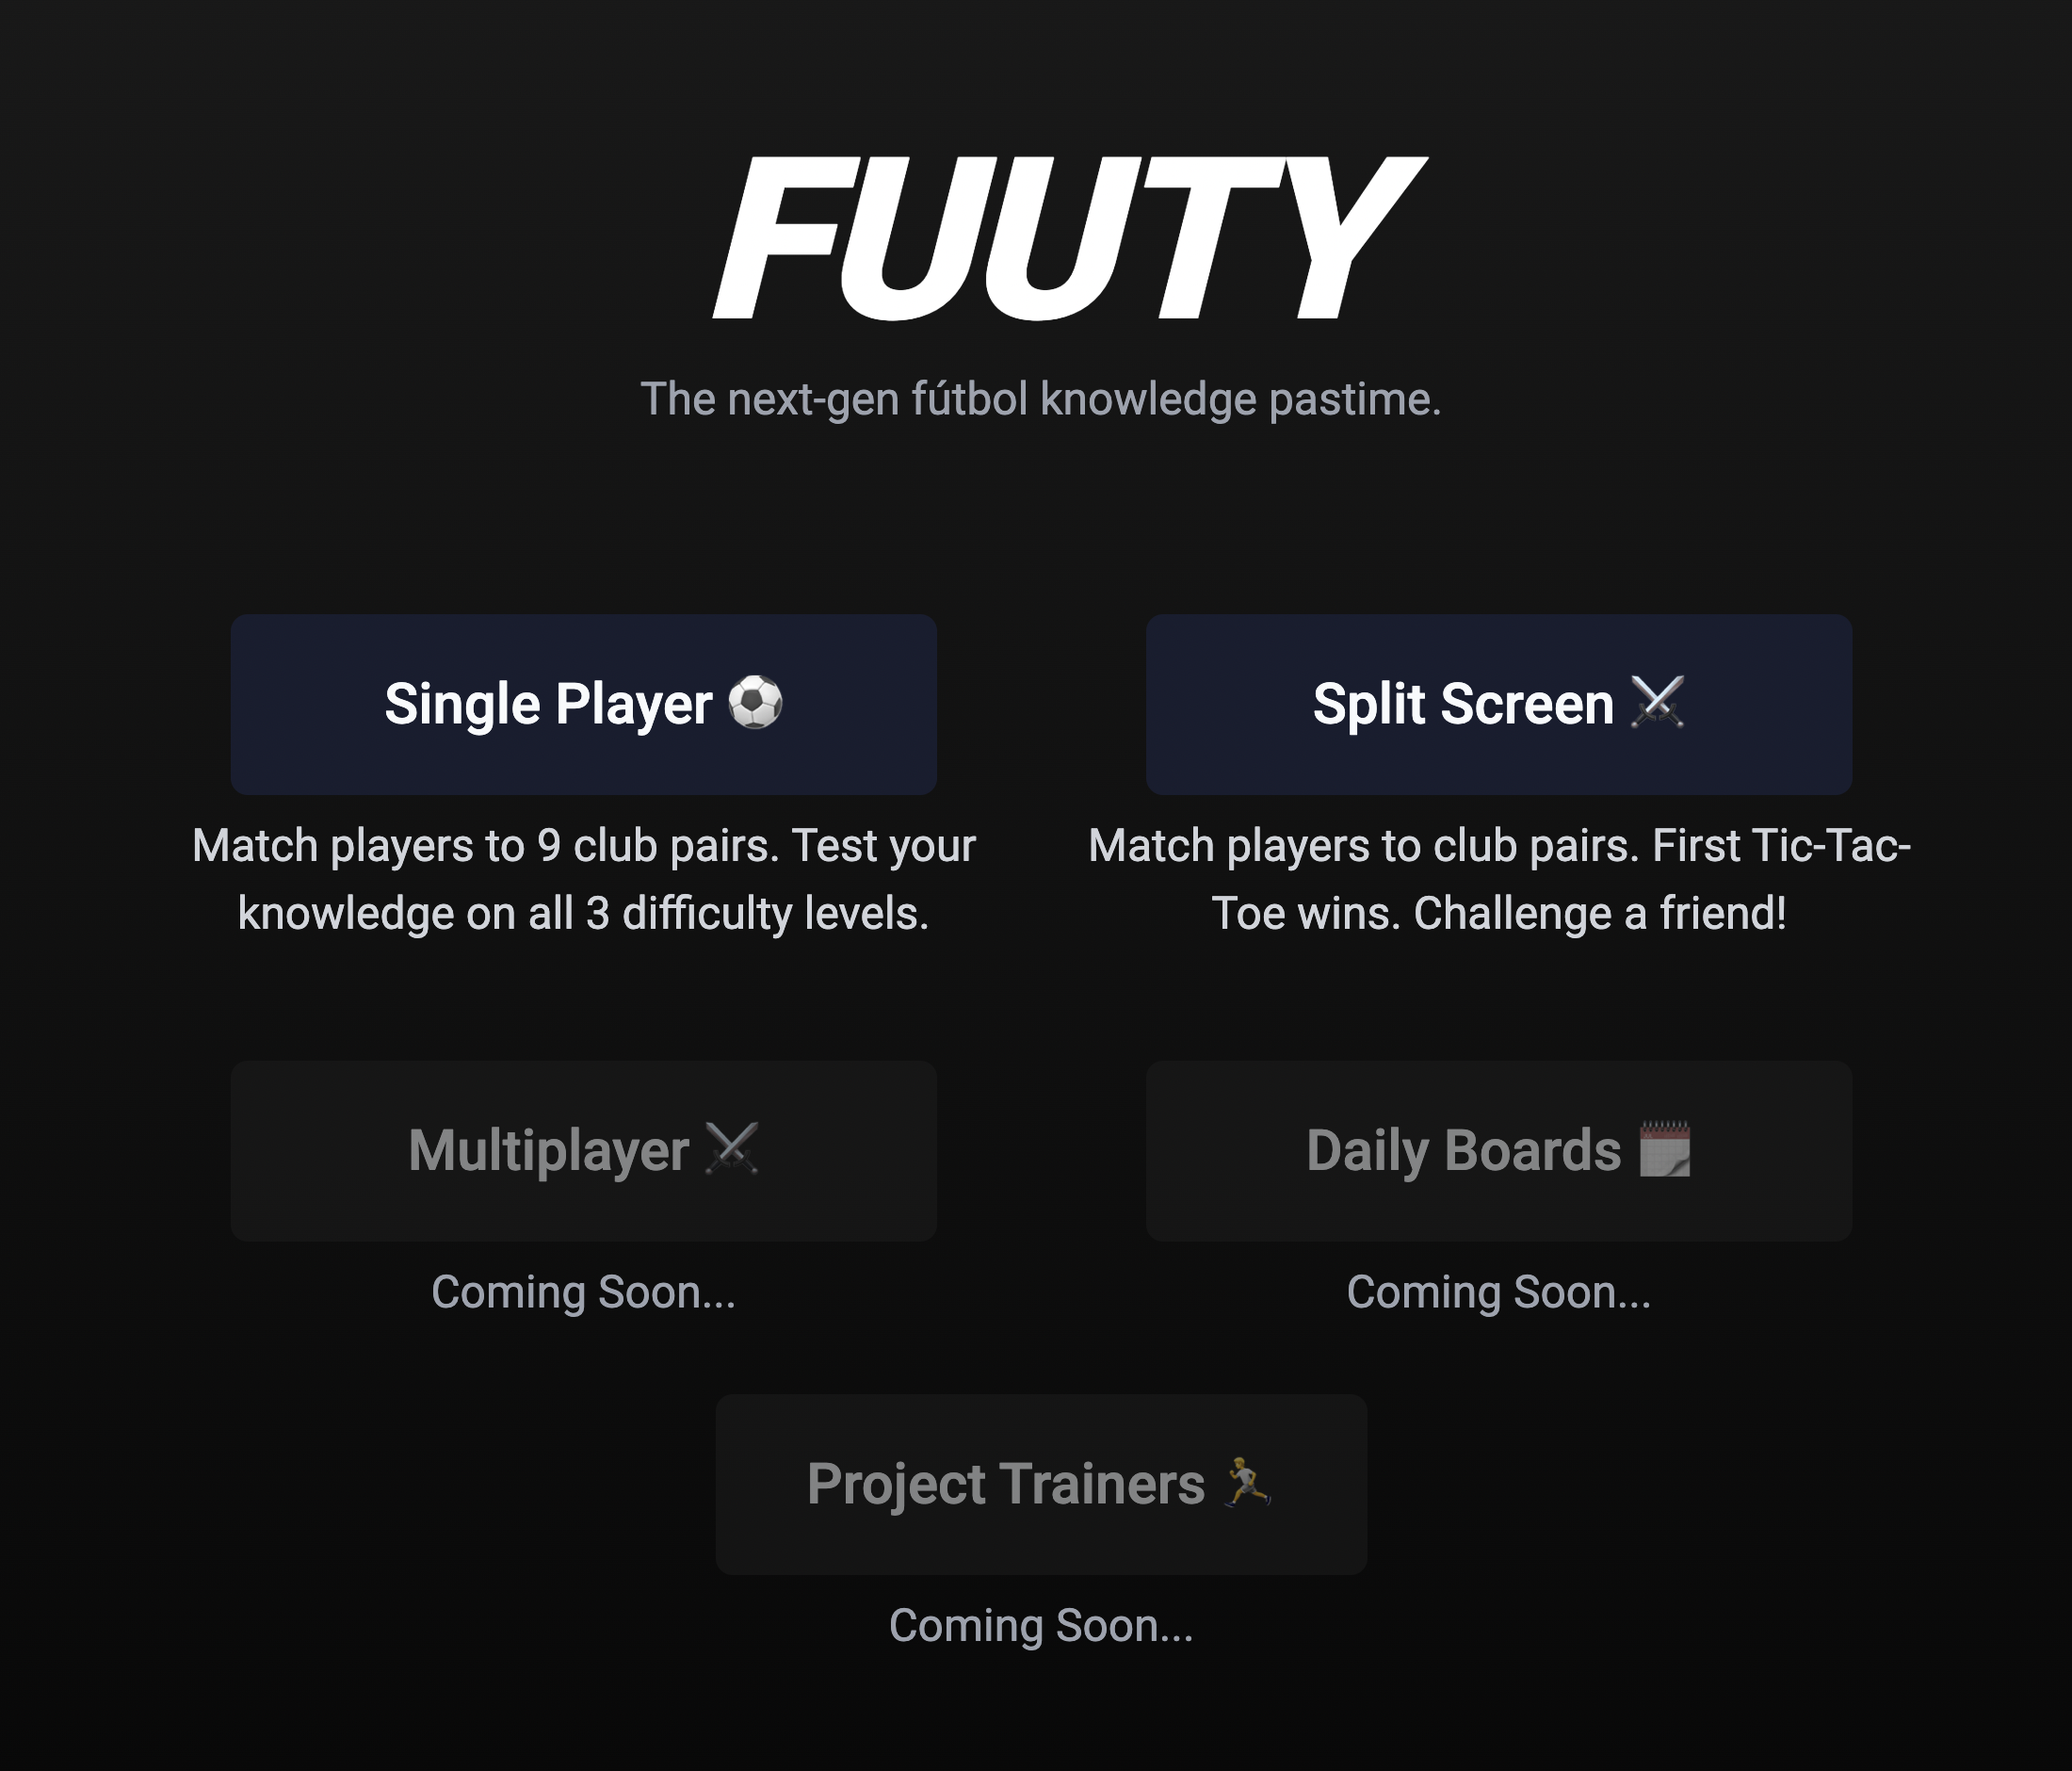 FUUTY
The next-gen fútbol knowledge pastime.
Single Player ⚽
Split Screen ⚔️
Match players to 9 club pairs. Test your
knowledge on all 3 difficulty levels.
Match players to club pairs. First Tic-Tac-
Toe wins. Challenge a friend!
Multiplayer ⚔️
Daily Boards 🗓️
Coming Soon...
Coming Soon...
Project Trainers 🏃
Coming Soon...